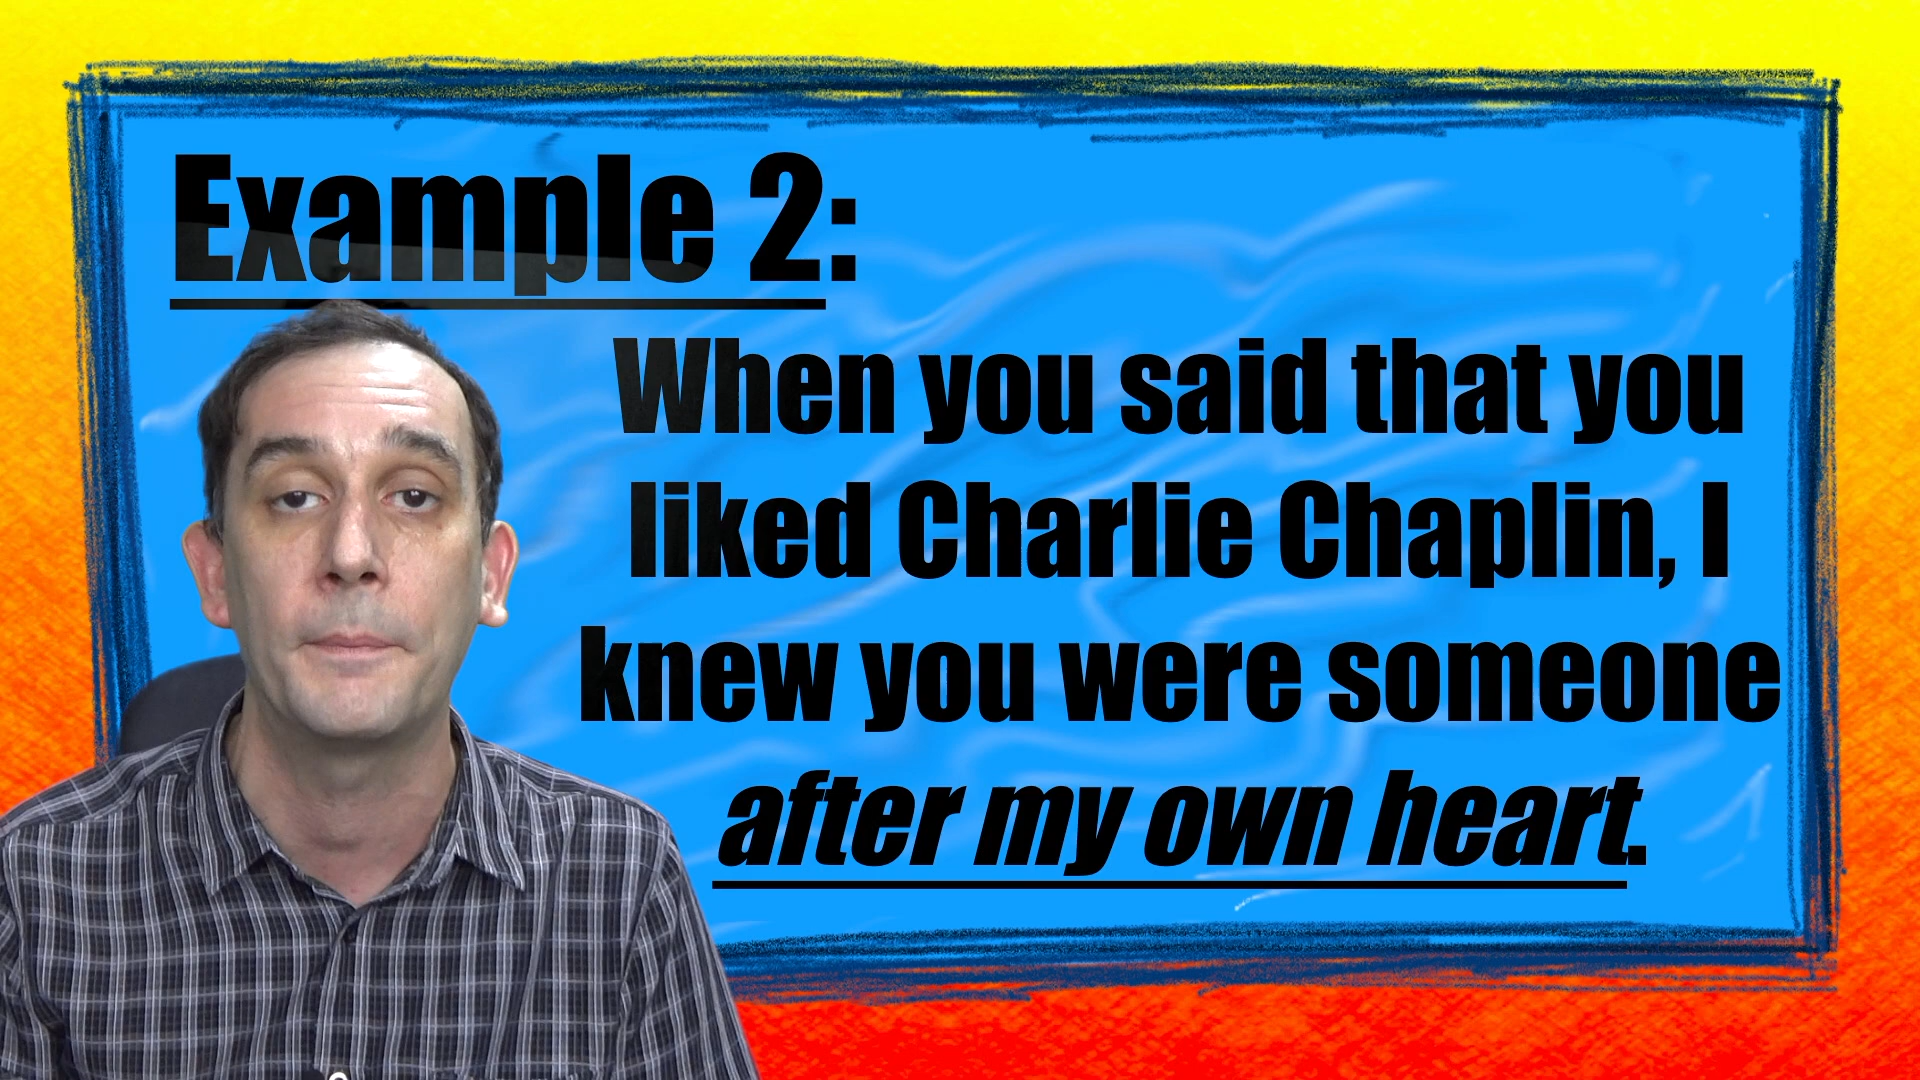 Example 2:
When you said that you
liked Charlie Chaplin, I
knew you were someone
after my own heart.